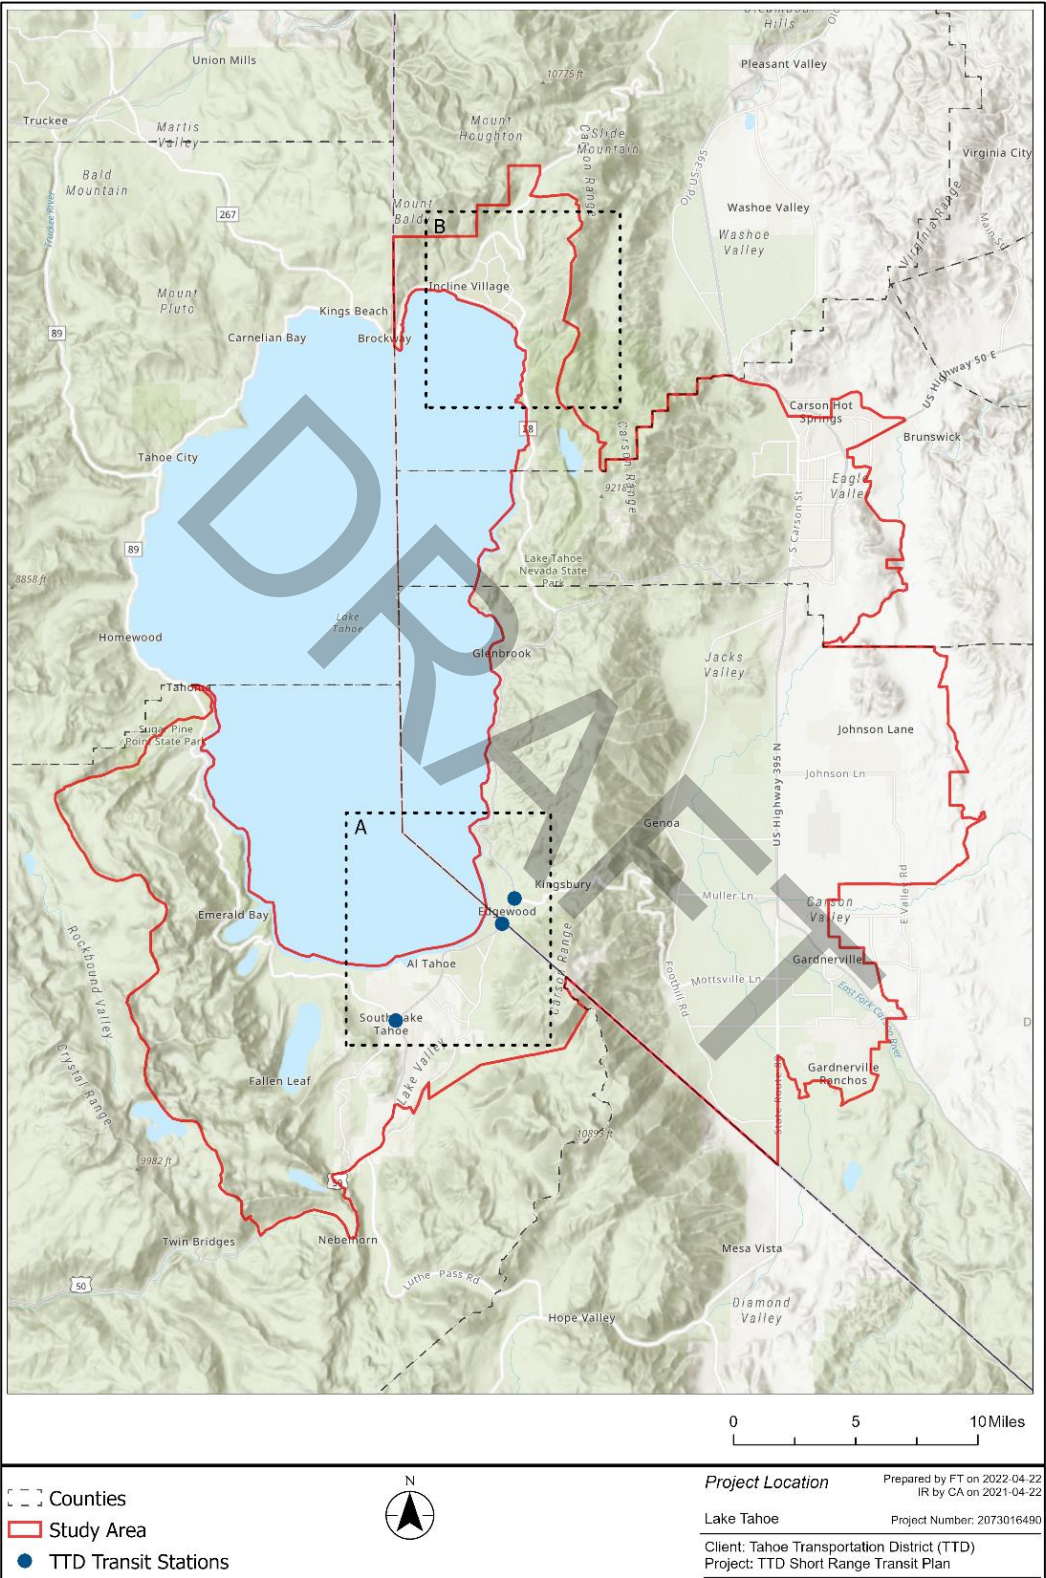 Hills
Old
Union Mills
Pleasant Valley
10775 ft
Truckee
Martis
Valley
Mount
Houghton
Slide
Mountain
Carson Range
Old US-395
Virginia City
Bald
Mountain
Truckee River
267
Mount
Baldy
B
Washoe Valley
Washoe
Valley
Virginia Range
Main St
Mount
Pluto
Incline Village
Kings Beach
89
Carnelian Bay
Brockway
US Highway 50 E
Carson Hot
Springs
28
Brunswick
Tahoe City
Carson Range
9218
Eagle
Valley
S Carson St
89
8858 ft
Lake Tahoe
Nevada State
Park
Lake
Tahoe
Homewood
Glenbrook
Jacks
Valley
Tahoma
Sugar Pine
Point State Park
Johnson Lane
Johnson Ln
US Highway 395 N
DRAFT
A
Genoa
Kingsbury
Muller Ln
Carson
Valley
E Valley Rd
Emerald Bay
Edgewood
Rockbound Valley
Al Tahoe
Carson Range
Foothill Rd
Mottsville Ln
Gardnerville
East Fork Carson River
South Lake
Tahoe
D
Crystal Range
Lake Valley
Fallen Leaf
Gardnerville
Ranchos
State Route 88
10893 ft
9982 ft
50
Twin Bridges
Nebelhorn
Mesa Vista
50
Luthe Pass Rd
Diamond
Valley
Hope Valley
0 5 10 Miles
Counties
Study Area
TTD Transit Stations
N
Project Location
Prepared by FT on 2022-04-22
IR by CA on 2021-04-22
Lake Tahoe
Project Number: 2073016490
Client: Tahoe Transportation District (TTD)
Project: TTD Short Range Transit Plan